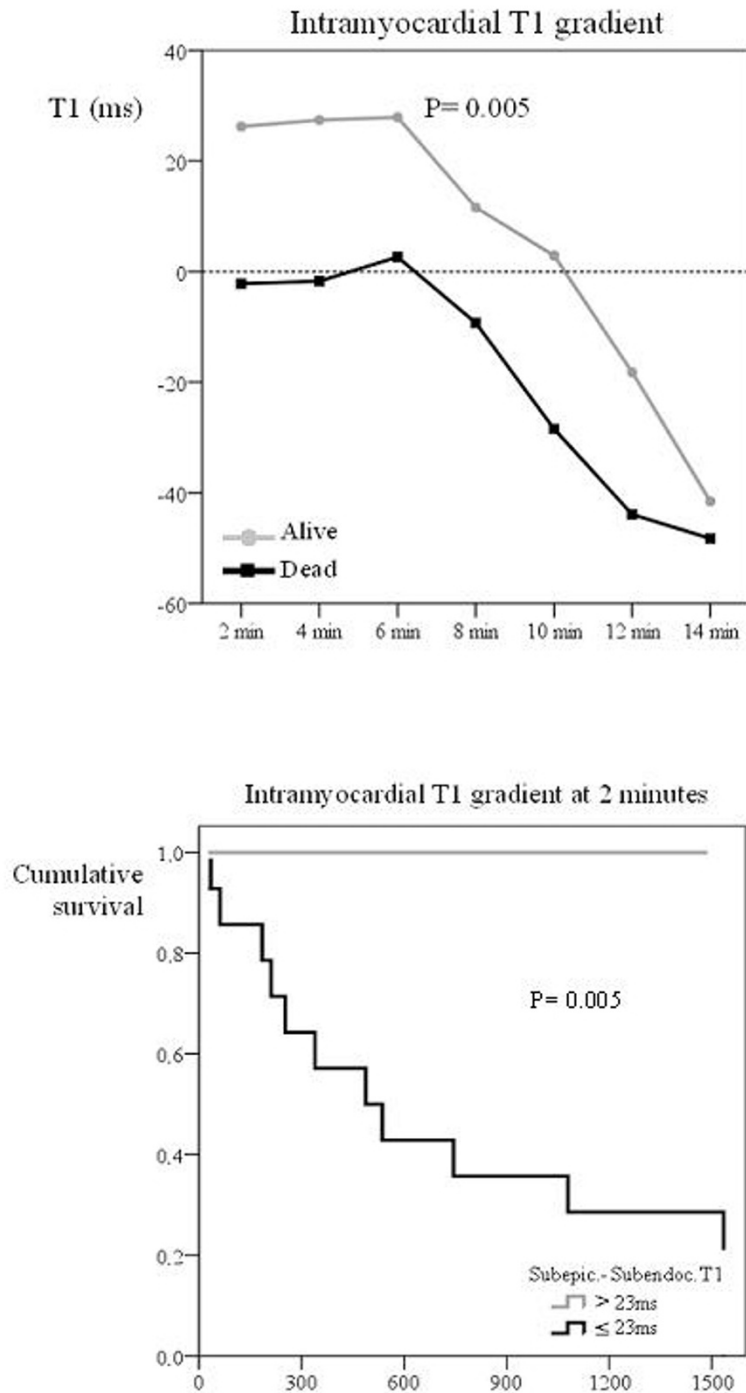 Intramyocardial T1 gradient
40
T1 (ms)
P= 0.005
20
0
-20
-40
Alive
Dead
-60
2 min 4 min 6 min 8 min 10 min 12 min 14 min
Intramyocardial T1 gradient at 2 minutes
1.0
Cumulative
survival
0.8
P= 0.005
0.6
0.4
0.2
Subepic.- Subendoc. T1
> 23ms
≤ 23ms
0.0
0 300 600 900 1200 1500